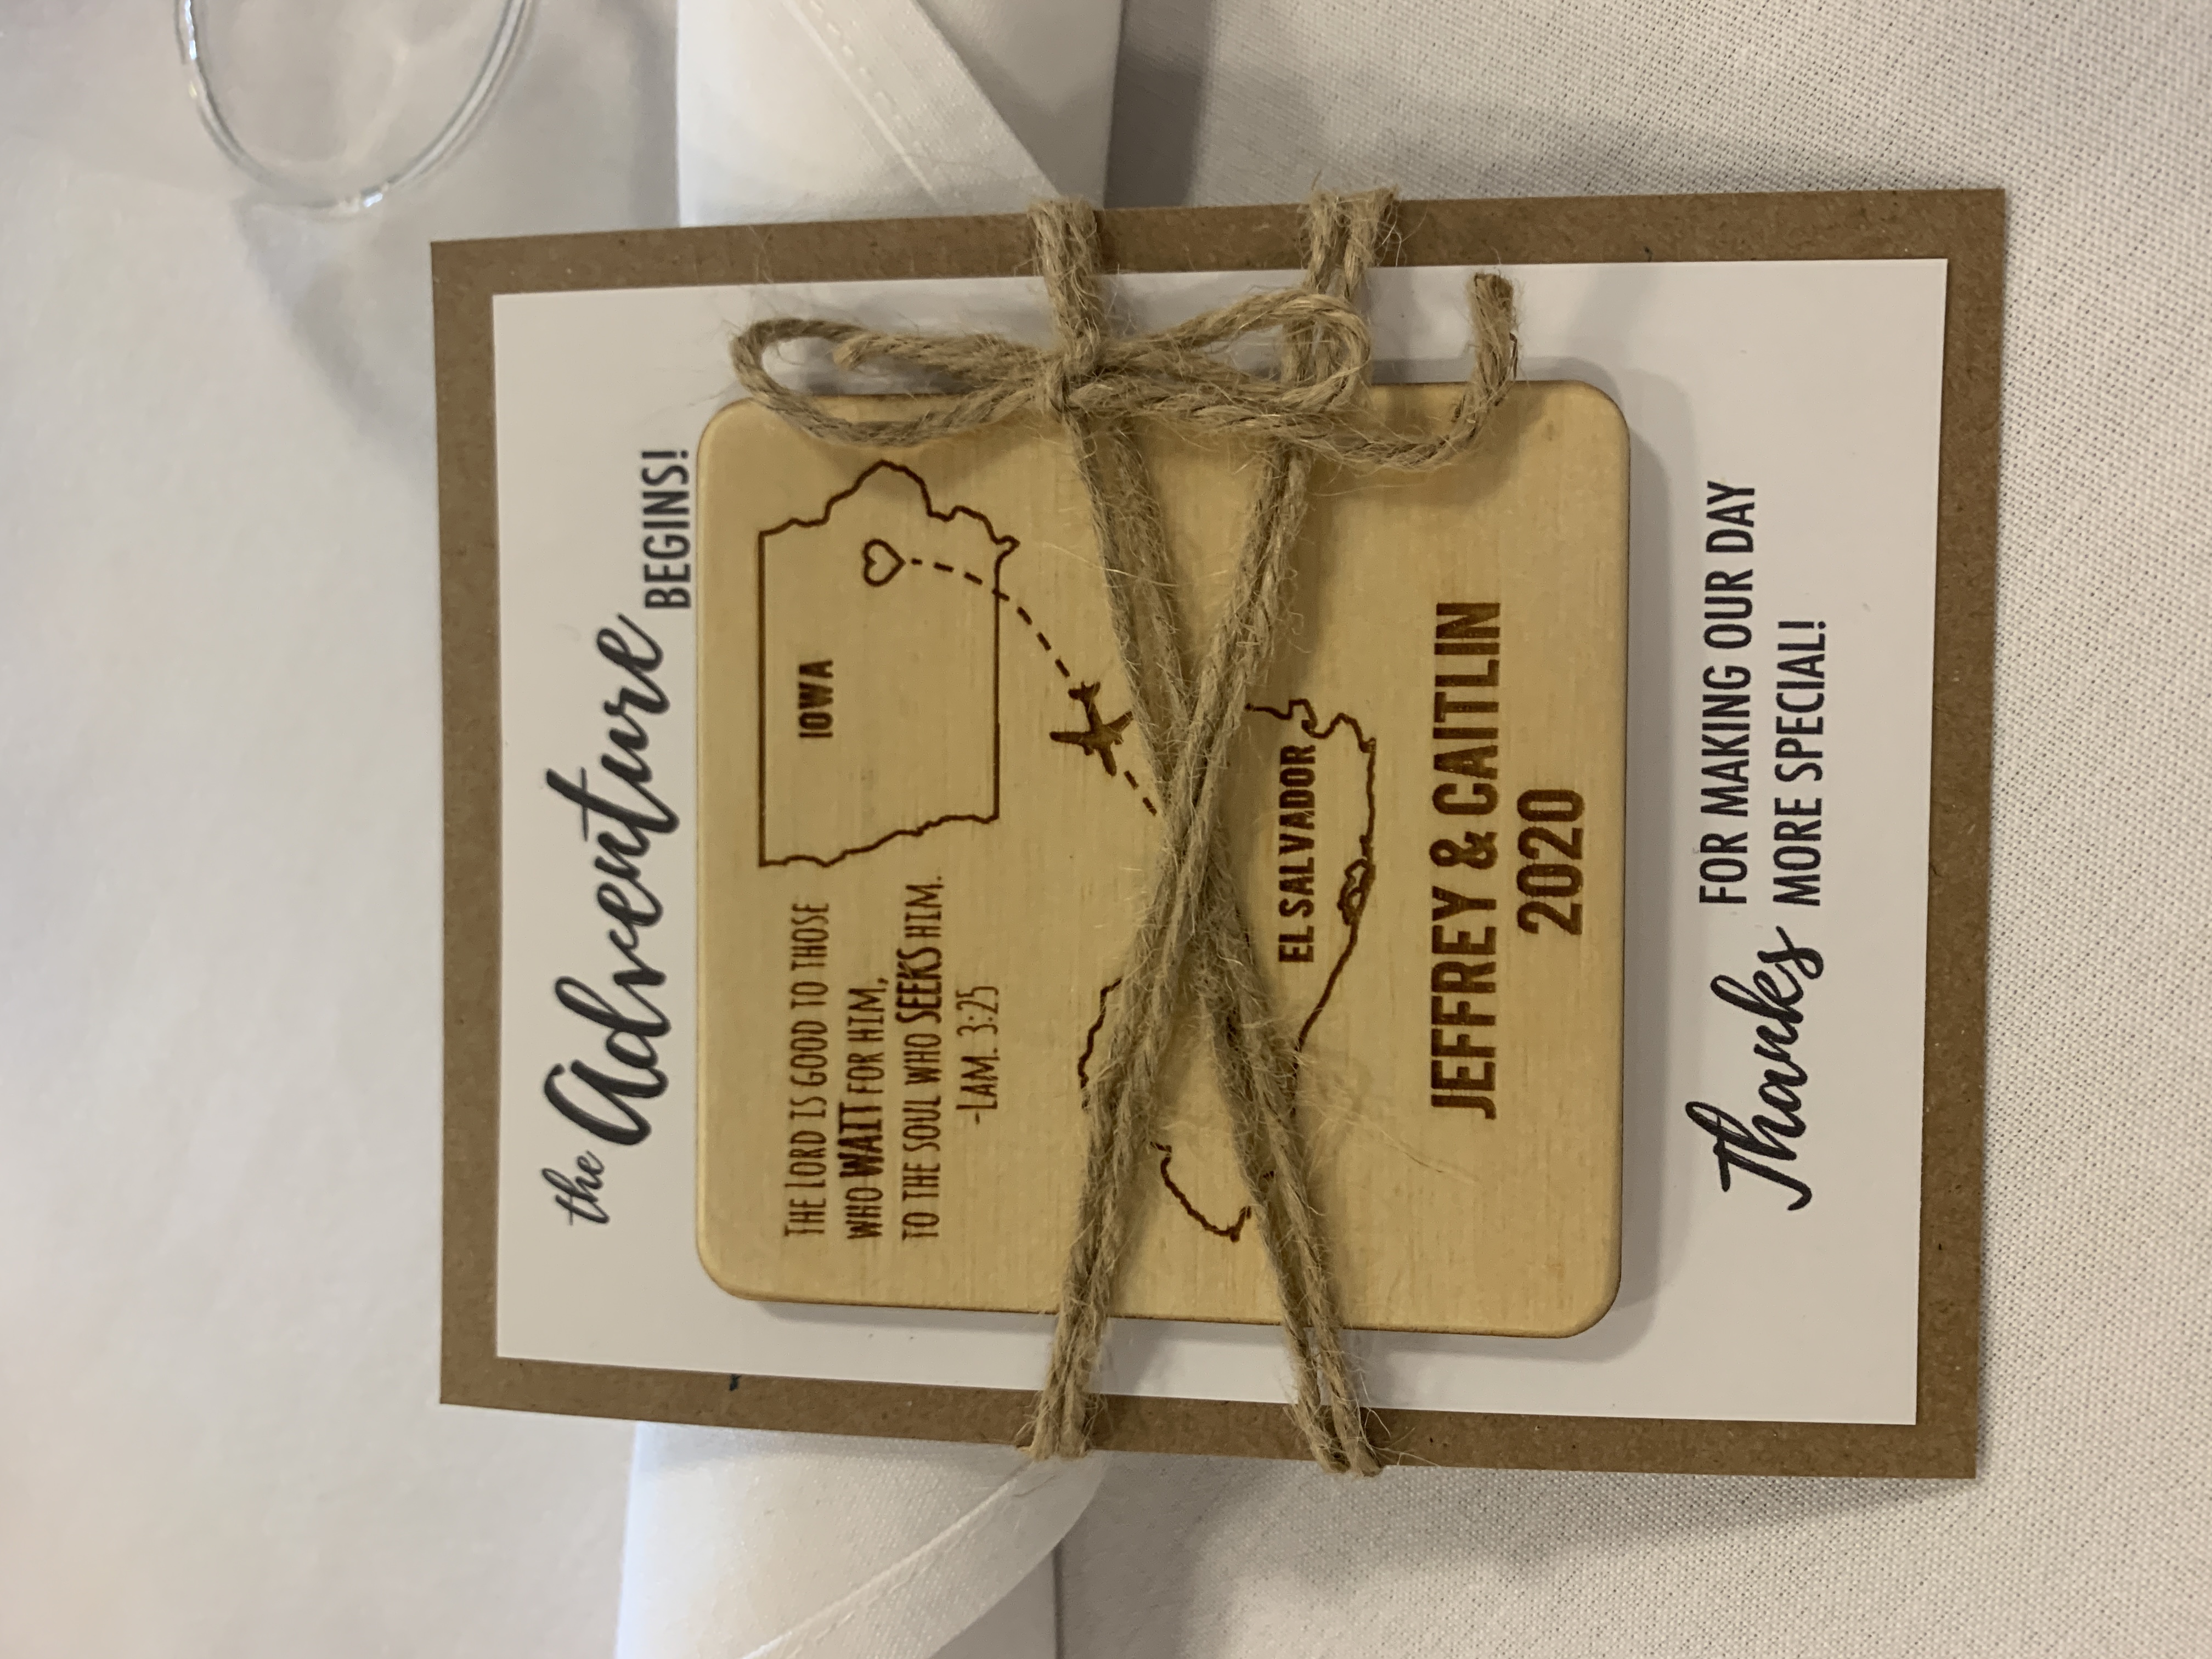 the Adventure
BEGINS!
THE LORD IS GOOD TO THOSE
WHO WAIT FOR HIM,
TO THE SOUL WHO SEEKS HIM.
-LAM. 3:25
IOWA
EL SALVADOR
JEFFREY & CAITLIN
2020
Thanks FOR MAKING OUR DAY
MORE SPECIAL!